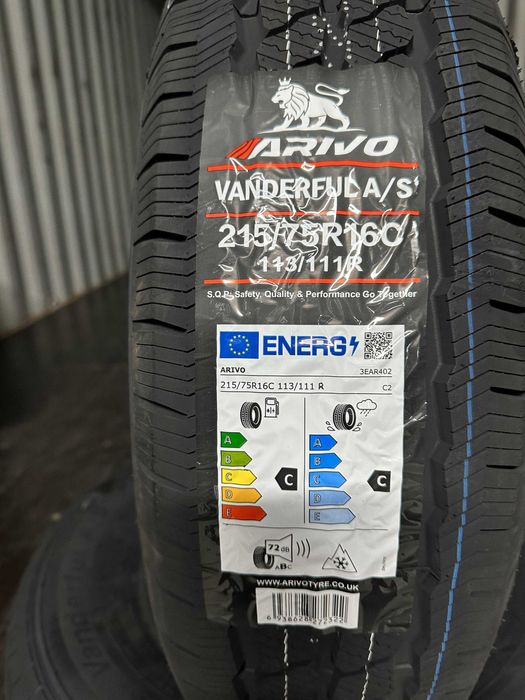 ARIVO
VANDERFUL A/S
215/75R16C
113/111R
S.Q.P: Safety, Quality & Performance Go Together
ENERG
ARIVO 3EAR402
215/75R16C 113/111 R C2
A A
B B
C C C C
D D
E E
72 dB
ABC
WWW.ARIVOTYRE.CO.UK